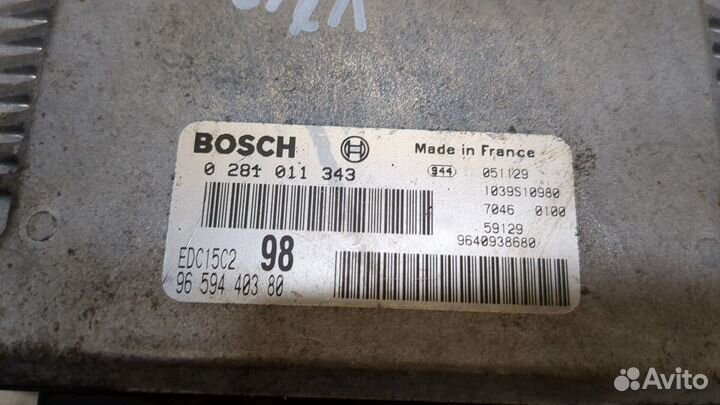 BOSCH
Made in France
0 281 011 343
944
051129
1039S10980
7046 0100
59129
9640938680
EDC15C2 98
96 594 403 80
Avito